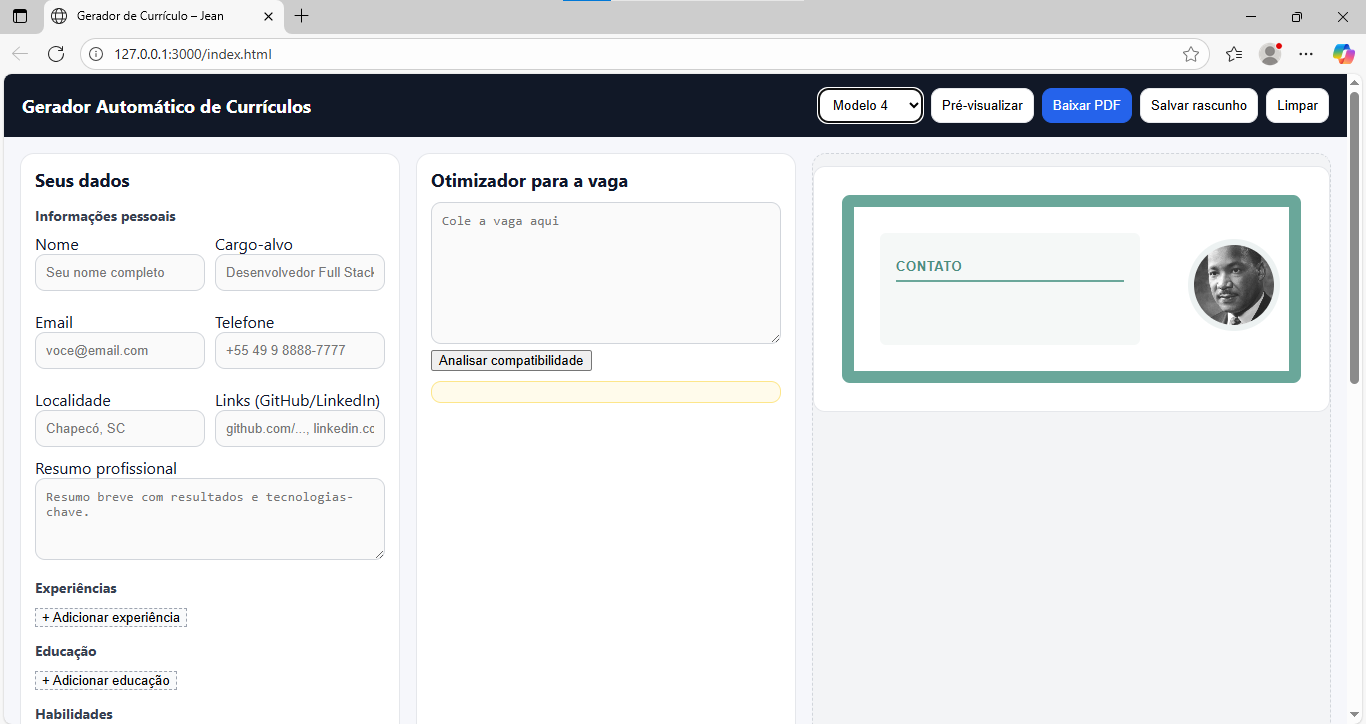 Gerador de Currículo – Jean
127.0.0.1:3000/index.html
Gerador Automático de Currículos
Modelo 4
Pré-visualizar
Baixar PDF
Salvar rascunho
Limpar
Seus dados
Informações pessoais
Nome
Cargo-alvo
Seu nome completo
Desenvolvedor Full Stack
Email
Telefone
voce@email.com
+55 49 9 8888-7777
Localidade
Links (GitHub/LinkedIn)
Chapecó, SC
github.com/..., linkedin.cc
Resumo profissional
Resumo breve com resultados e tecnologias-
chave.
Experiências
+ Adicionar experiência
Educação
+ Adicionar educação
Habilidades
Otimizador para a vaga
Cole a vaga aqui
Analisar compatibilidade
CONTATO